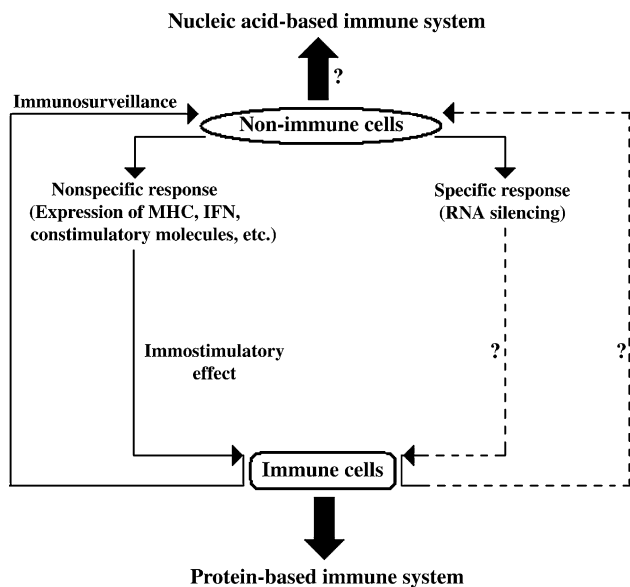 Nucleic acid-based immune system
?
Immunosurveillance
Non-immune cells
Nonspecific response
(Expression of MHC, IFN,
constimulatory molecules, etc.)
Specific response
(RNA silencing)
Immostimulatory
effect
?
?
Immune cells
Protein-based immune system